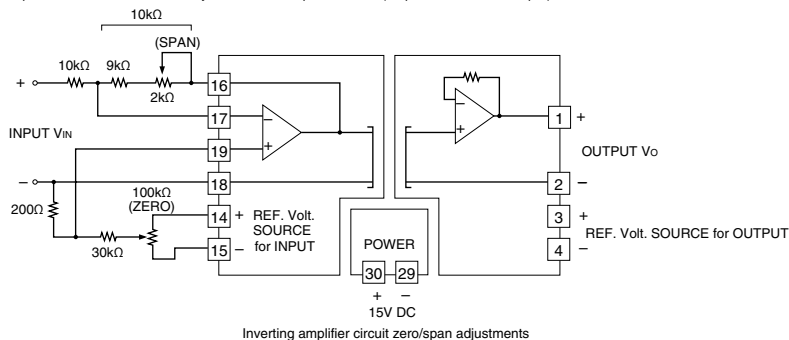 10kΩ
(SPAN)
10kΩ 9kΩ
2kΩ
16
+
17
INPUT VIN
19
−
18
200Ω
100kΩ
(ZERO)
30kΩ
14 +
15 −
REF. Volt.
SOURCE
for INPUT
− +
− +
1 +
OUTPUT VO
2 −
3 +
REF. Volt. SOURCE for OUTPUT
4 −
POWER
30 29
+ −
15V DC
Inverting amplifier circuit zero/span adjustments